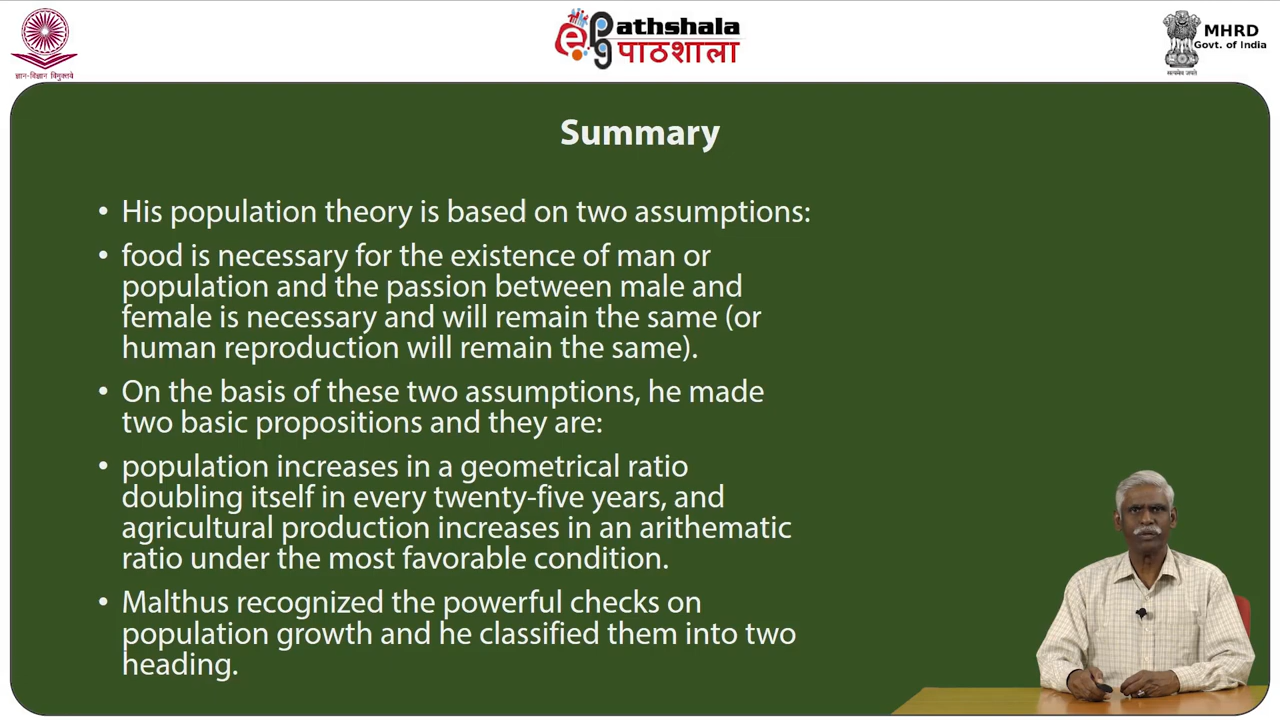 ज्ञान-विज्ञान विमुक्तये
ePG athshala
पाठशाला
MHRD
Govt. of India
सत्यमेव जयते
Summary
• His population theory is based on two assumptions:
• food is necessary for the existence of man or
population and the passion between male and
female is necessary and will remain the same (or
human reproduction will remain the same).
• On the basis of these two assumptions, he made
two basic propositions and they are:
• population increases in a geometrical ratio
doubling itself in every twenty-five years, and
agricultural production increases in an arithematic
ratio under the most favorable condition.
• Malthus recognized the powerful checks on
population growth and he classified them into two
heading.